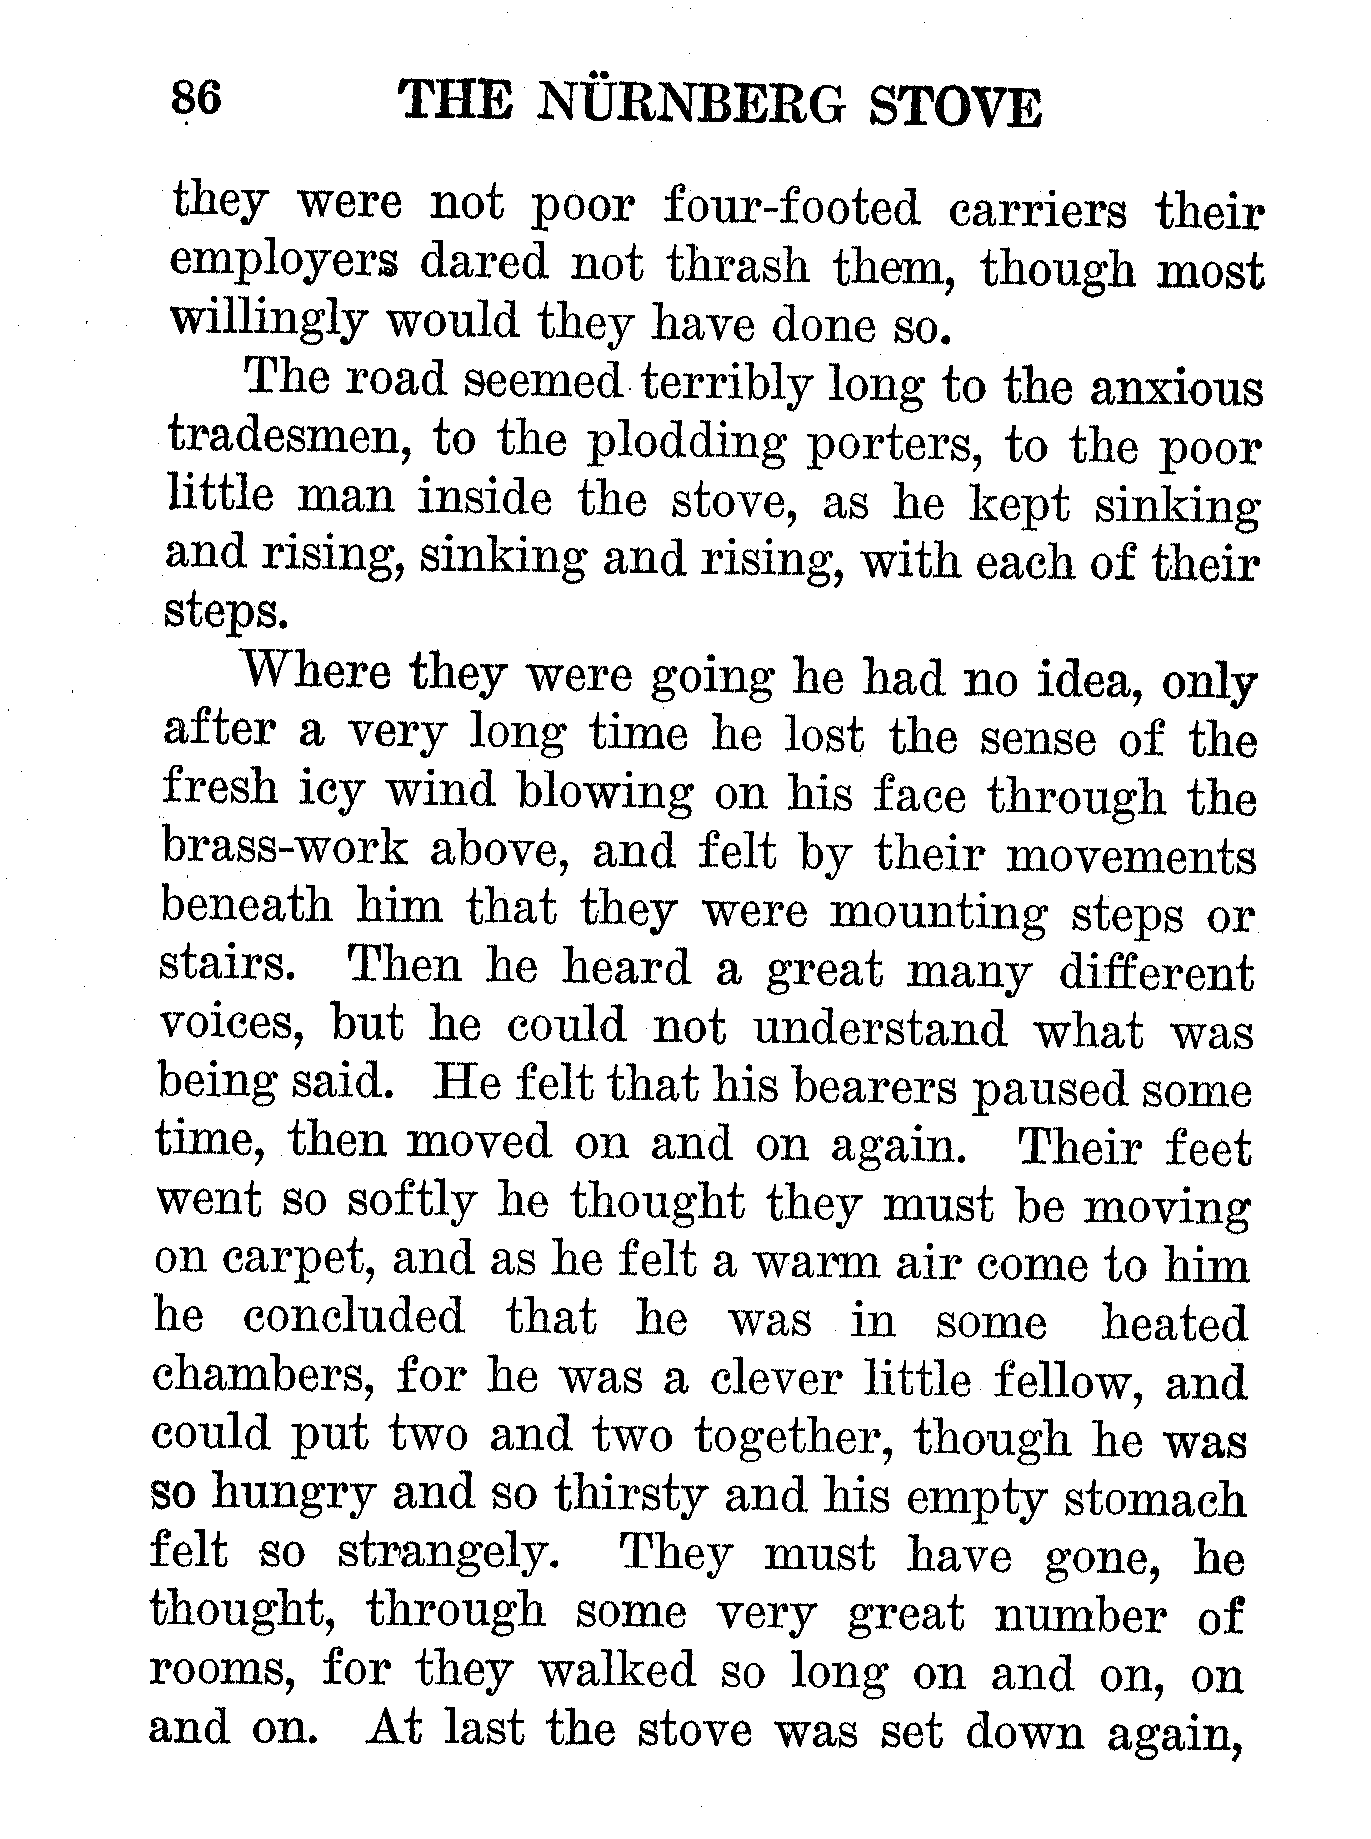 86 THE NÜRNBERG STOVE
they were not poor four-footed carriers their
employers dared not thrash them, though most
willingly would they have done so.
The road seemed terribly long to the anxious
tradesmen, to the plodding porters, to the poor
little man inside the stove, as he kept sinking
and rising, sinking and rising, with each of their
steps.
Where they were going he had no idea, only
after a very long time he lost the sense of the
fresh icy wind blowing on his face through the
brass-work above, and felt by their movements
beneath him that they were mounting steps or
stairs. Then he heard a great many different
voices, but he could not understand what was
being said. He felt that his bearers paused some
time, then moved on and on again. Their feet
went so softly he thought they must be moving
on carpet, and as he felt a warm air come to him
he concluded that he was in some heated
chambers, for he was a clever little fellow, and
could put two and two together, though he was
so hungry and so thirsty and his empty stomach
felt so strangely. They must have gone, he
thought, through some very great number of
rooms, for they walked so long on and on, on
and on. At last the stove was set down again,